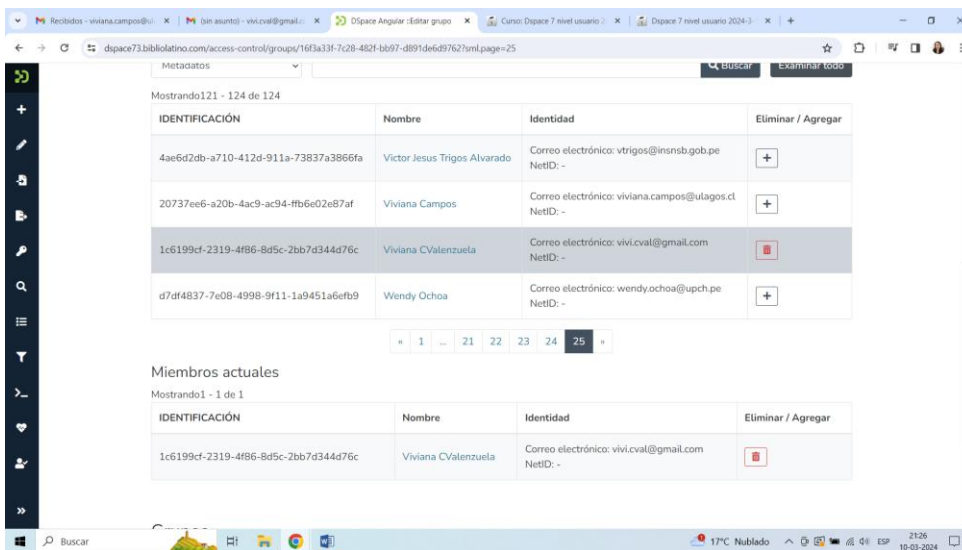 Recibidos - viviana.campos@ul
(sin asunto) - vivi.cval@gmail.c
DSpace Angular ::Editar grupo
Curso: Dspace 7 nivel usuario 2
Dspace 7 nivel usuario 2024-3-
dspace73.bibliolatino.com/access-control/groups/16f3a33f-7c28-482f-bb97-d891de6d9762?sml.page=25
Metadatos
Buscar
Examinar todo
Mostrando121 - 124 de 124
IDENTIFICACIÓN Nombre Identidad Eliminar / Agregar
4ae6d2db-a710-412d-911a-73837a3866fa Victor Jesus Trigos Alvarado Correo electrónico: vtrigos@insnsb.gob.pe
NetID: -
20737ee6-a20b-4ac9-ac94-ffb6e02e87af Viviana Campos Correo electrónico: viviana.campos@ulagos.cl
NetID: -
1c6199cf-2319-4f86-8d5c-2bb7d344d76c Viviana CValenzuela Correo electrónico: vivi.cval@gmail.com
NetID: -
d7df4837-7e08-4998-9f11-1a9451a6efb9 Wendy Ochoa Correo electrónico: wendy.ochoa@upch.pe
NetID: -
« 1 ... 21 22 23 24 25 »
Miembros actuales
Mostrando1 - 1 de 1
IDENTIFICACIÓN Nombre Identidad Eliminar / Agregar
1c6199cf-2319-4f86-8d5c-2bb7d344d76c Viviana CValenzuela Correo electrónico: vivi.cval@gmail.com
NetID: -
Grupos
Buscar
17°C Nublado
ESP
21:26
10-03-2024